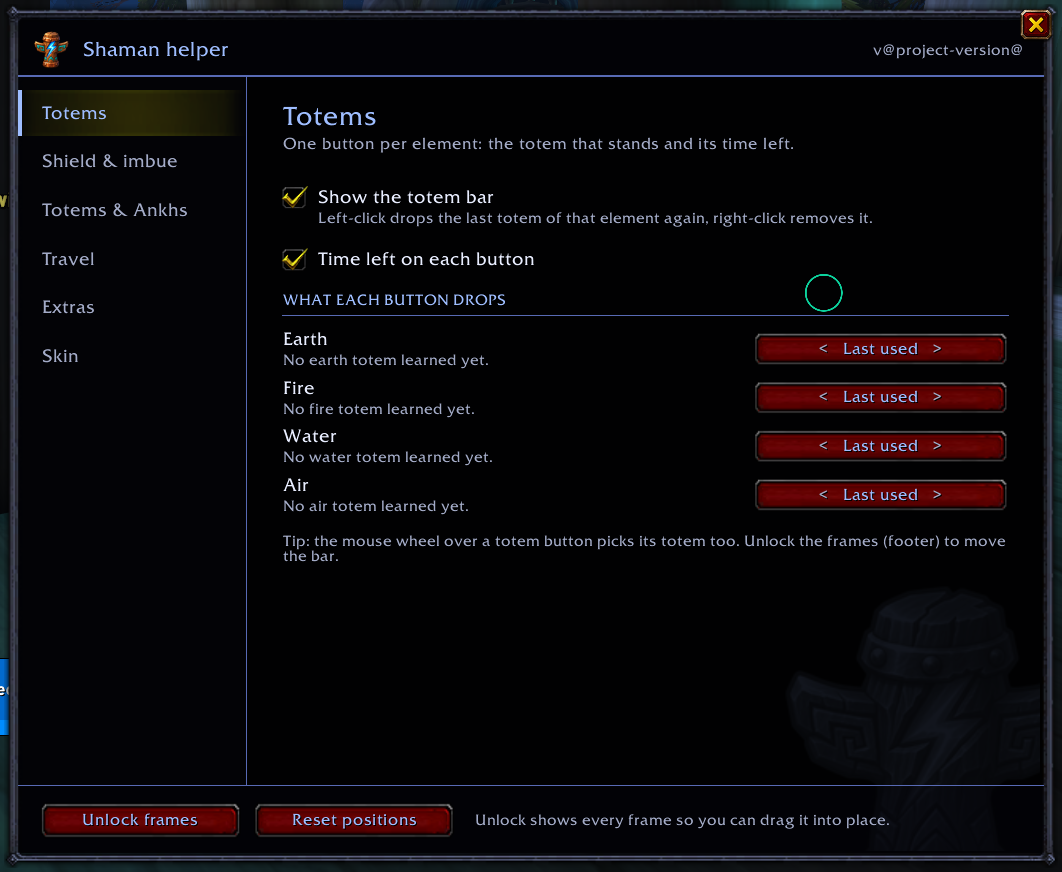 Shaman helper
v@project-version@
Totems
Shield & imbue
Totems & Ankhs
Travel
Extras
Skin
Totems
One button per element: the totem that stands and its time left.
Show the totem bar
Left-click drops the last totem of that element again, right-click removes it.
Time left on each button
WHAT EACH BUTTON DROPS
Earth
No earth totem learned yet.
< Last used >
Fire
No fire totem learned yet.
< Last used >
Water
No water totem learned yet.
< Last used >
Air
No air totem learned yet.
< Last used >
Tip: the mouse wheel over a totem button picks its totem too. Unlock the frames (footer) to move
the bar.
Unlock frames
Reset positions
Unlock shows every frame so you can drag it into place.